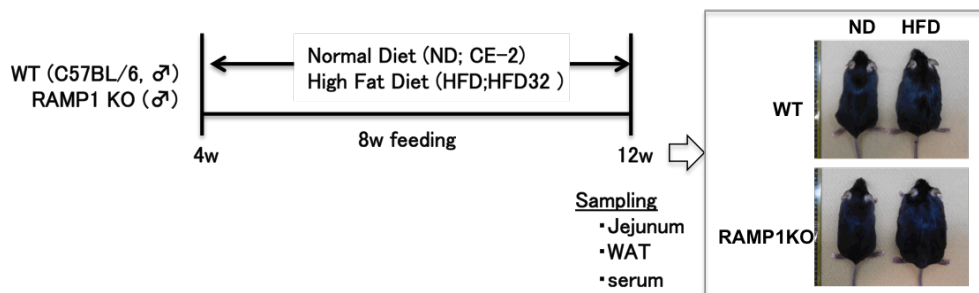 ND HFD
Normal Diet (ND; CE-2)
High Fat Diet (HFD;HFD32 )
WT (C57BL/6, ♂)
RAMP1 KO (♂)
WT
8w feeding
4w
12w
Sampling
・Jejunum
・WAT
・serum
RAMP1KO